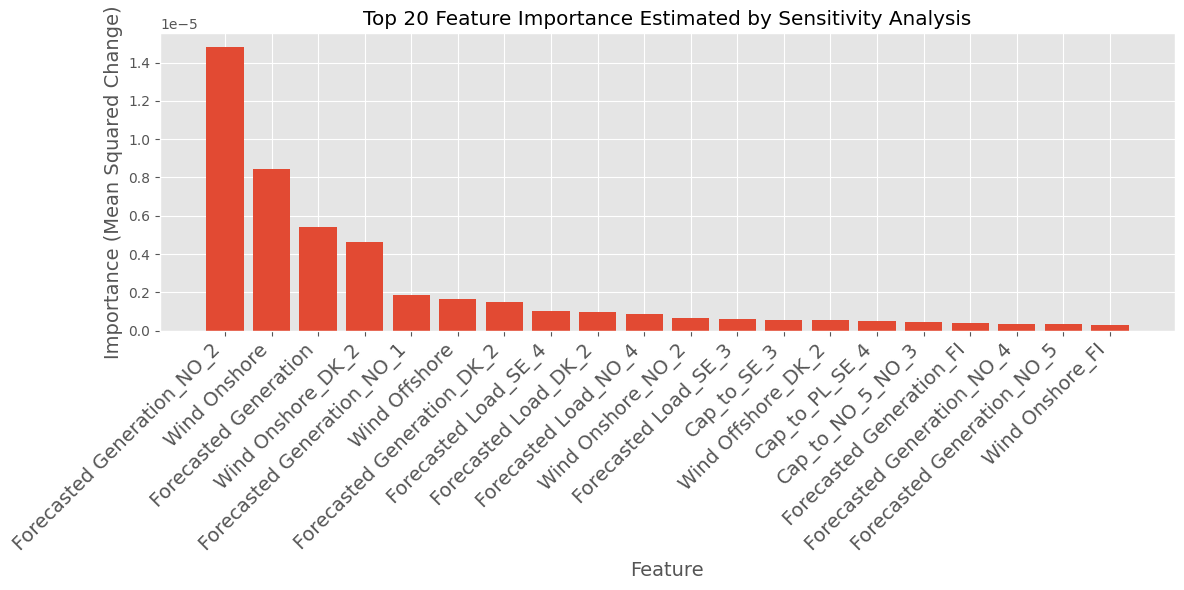 Top 20 Feature Importance Estimated by Sensitivity Analysis
1e−5
Importance (Mean Squared Change)
1.4
1.2
1.0
0.8
0.6
0.4
0.2
0.0
Forecasted Generation_NO_2
Wind Onshore
Forecasted Generation
Wind Onshore_DK_2
Forecasted Generation_NO_1
Wind Offshore
Forecasted Generation_DK_2
Forecasted Load_SE_4
Forecasted Load_DK_2
Forecasted Load_NO_4
Wind Onshore_NO_2
Forecasted Load_SE_3
Cap_to_SE_3
Wind Offshore_DK_2
Cap_to_PL_SE_4
Cap_to_NO_5_NO_3
Forecasted Generation_FI
Forecasted Generation_NO_4
Forecasted Generation_NO_5
Wind Onshore_FI
Feature